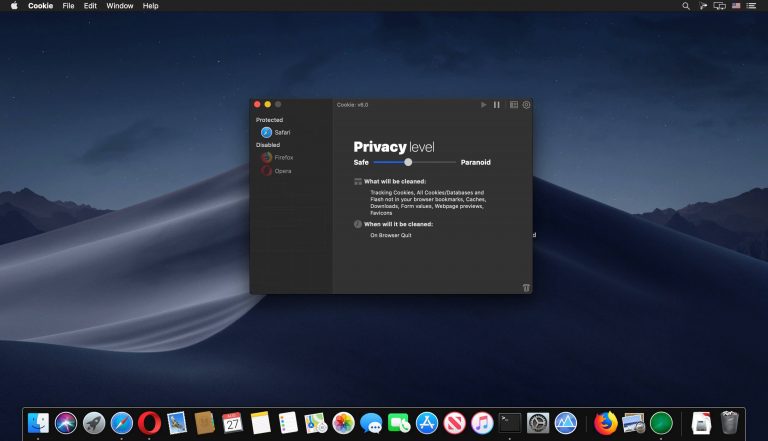 Cookie File Edit Window Help
Cookie: v6.0
Protected
Safari
Disabled
Firefox
Opera
Privacy level
Safe Paranoid
What will be cleaned:
Tracking Cookies, All Cookies/Databases and
Flash not in your browser bookmarks, Caches,
Downloads, Form values, Webpage previews,
Favicons
When will it be cleaned:
On Browser Quit
27